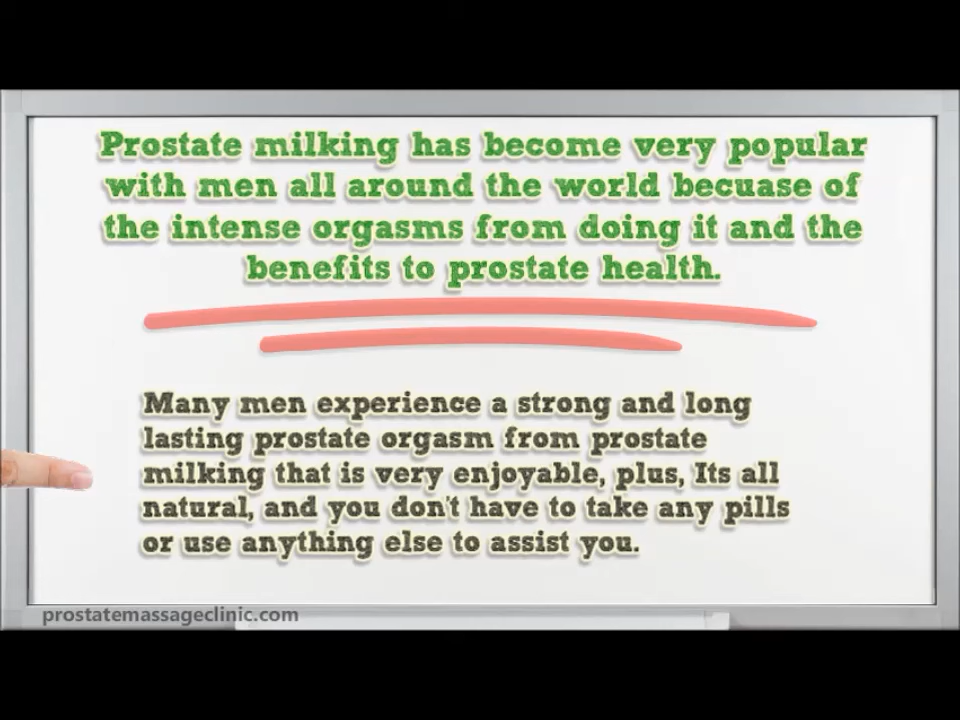 Prostate milking has become very popular
with men all around the world becuase of
the intense orgasms from doing it and the
benefits to prostate health.
Many men experience a strong and long
lasting prostate orgasm from prostate
milking that is very enjoyable, plus, Its all
natural, and you don't have to take any pills
or use anything else to assist you.
prostatemassageclinic.com